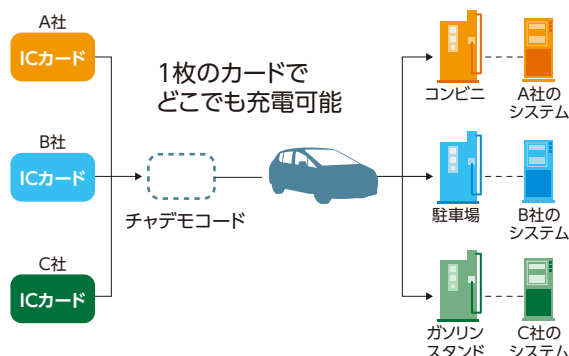 A社
ICカード
B社
ICカード
C社
ICカード
1枚のカードで
どこでも充電可能
チャデモコード
コンビニ
A社の
システム
駐車場
B社の
システム
ガソリン
スタンド
C社の
システム